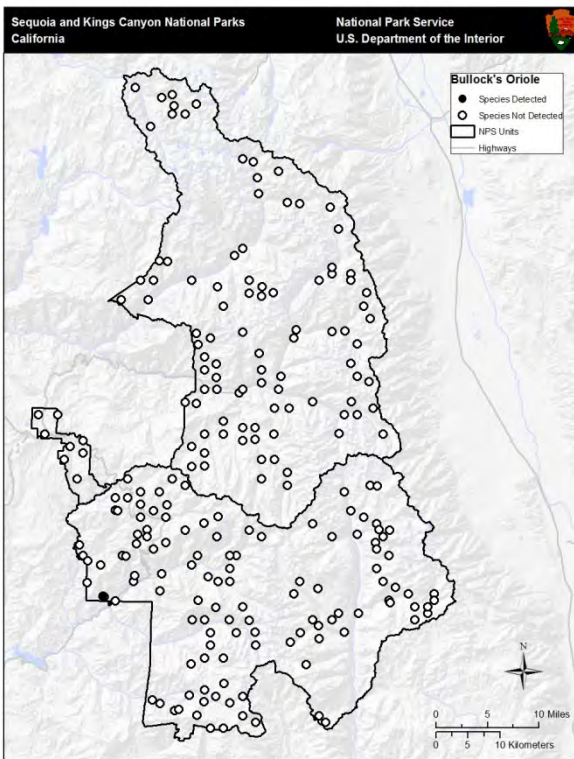 Sequoia and Kings Canyon National Parks
California
National Park Service
U.S. Department of the Interior
Bullock's Oriole
Species Detected
Species Not Detected
NPS Units
Highways
N
0 5 10 Miles
0 5 10 Kilometers